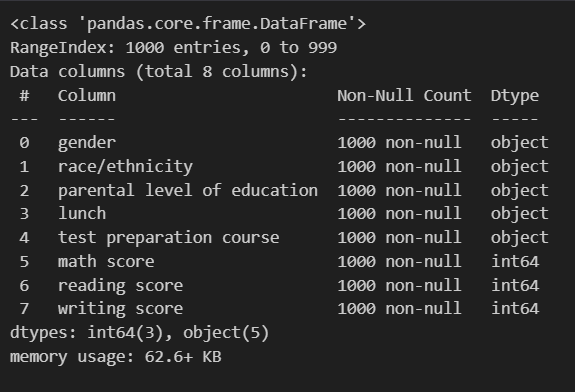 <class 'pandas.core.frame.DataFrame'>
RangeIndex: 1000 entries, 0 to 999
Data columns (total 8 columns):
 #   Column                       Non-Null Count  Dtype
---  ------                       --------------  -----
 0   gender                       1000 non-null   object
 1   race/ethnicity               1000 non-null   object
 2   parental level of education  1000 non-null   object
 3   lunch                        1000 non-null   object
 4   test preparation course      1000 non-null   object
 5   math score                   1000 non-null   int64
 6   reading score                1000 non-null   int64
 7   writing score                1000 non-null   int64
dtypes: int64(3), object(5)
memory usage: 62.6+ KB